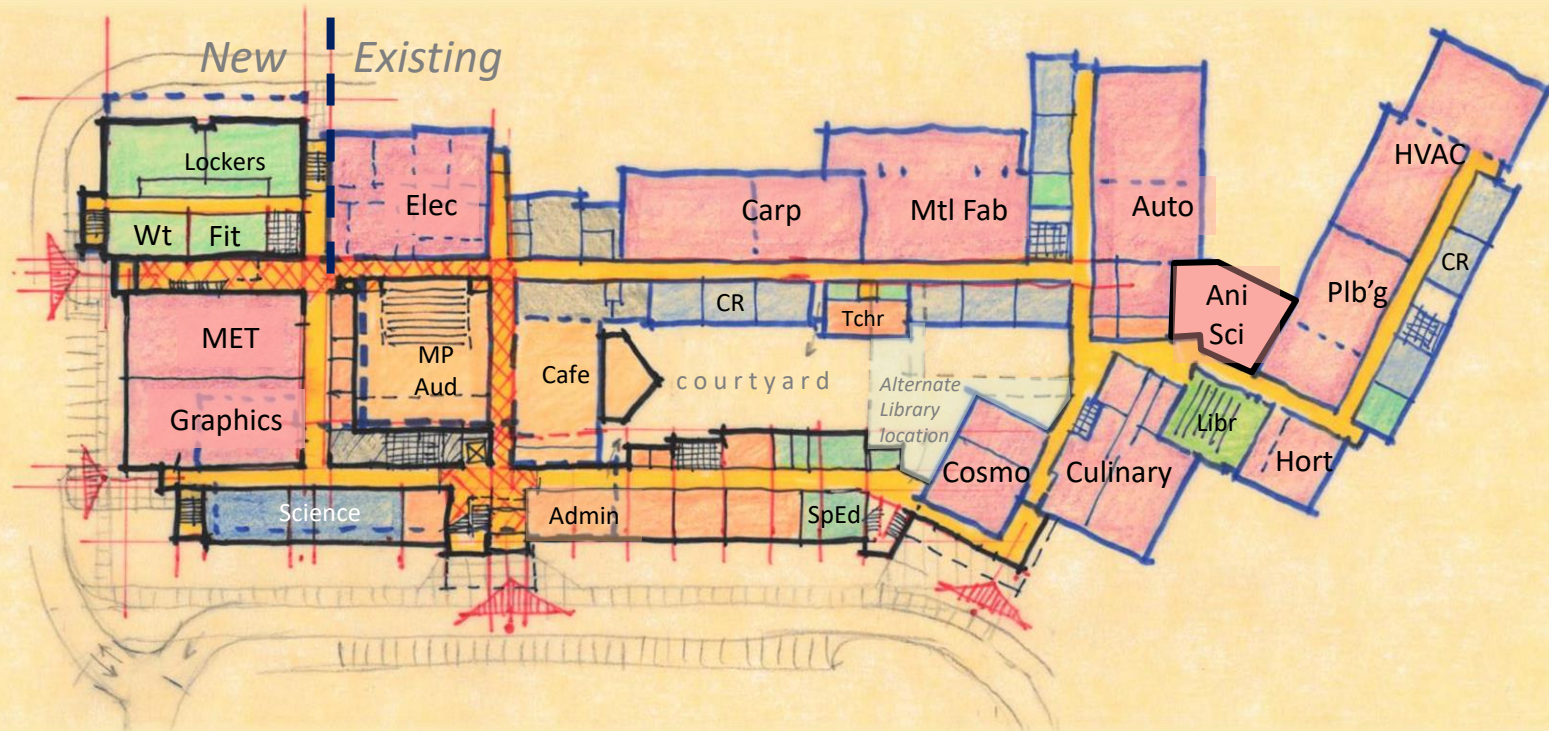 New Existing
Lockers
Wt Fit
Elec
Carp
Mtl Fab
Auto
HVAC
CR
Plb'g
Ani
Sci
CR
Tchr
MET
Graphics
MP
Aud
Cafe
courtyard
Alternate
Library
location
Libr
Hort
Cosmo
Culinary
Science
Admin
SpEd